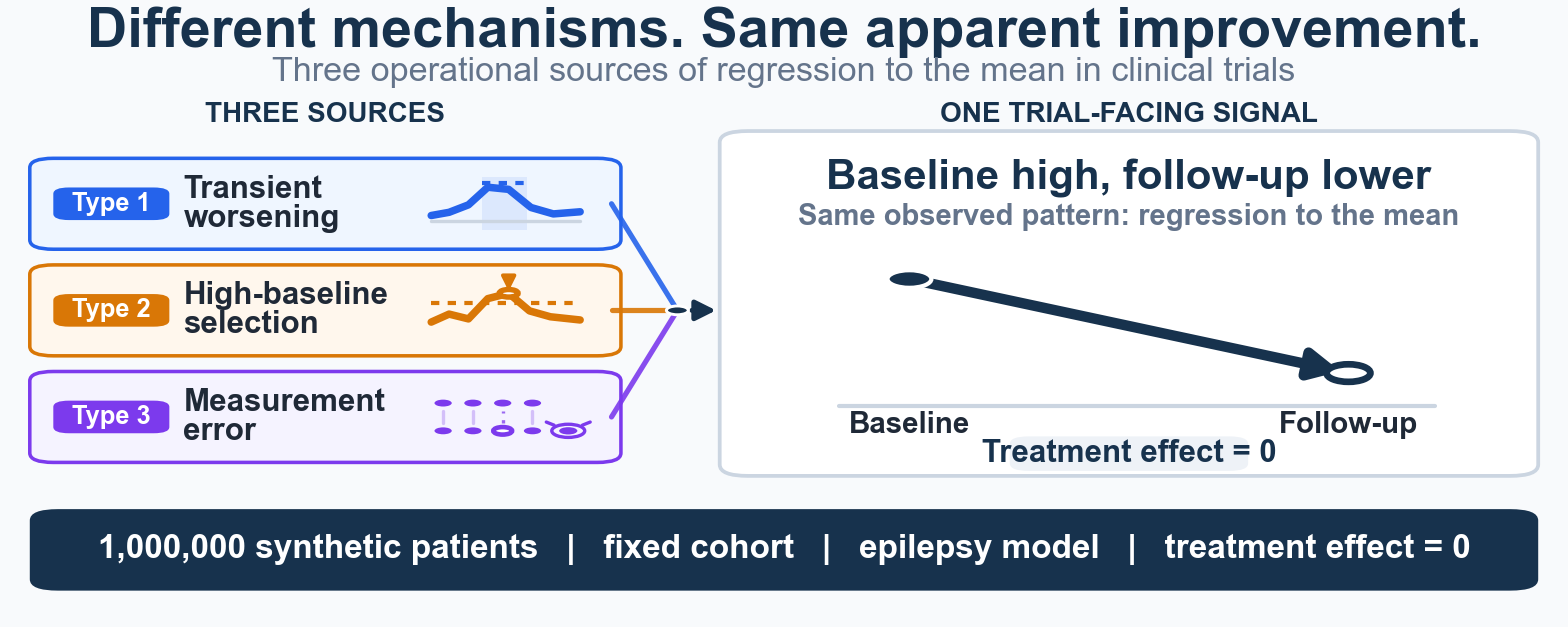 Different mechanisms. Same apparent improvement.
Three operational sources of regression to the mean in clinical trials
THREE SOURCES
Type 1
Transient
worsening
Type 2
High-baseline
selection
Type 3
Measurement
error
ONE TRIAL-FACING SIGNAL
Baseline high, follow-up lower
Same observed pattern: regression to the mean
Baseline
Follow-up
Treatment effect = 0
1,000,000 synthetic patients | fixed cohort | epilepsy model | treatment effect = 0